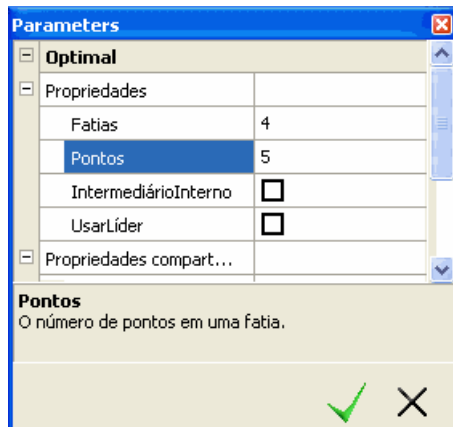 Parameters
Optimal
Propriedades
Fatias 4
Pontos 5
IntermediárioInterno
UsarLíder
Propriedades compart...
Pontos
O número de pontos em uma fatia.